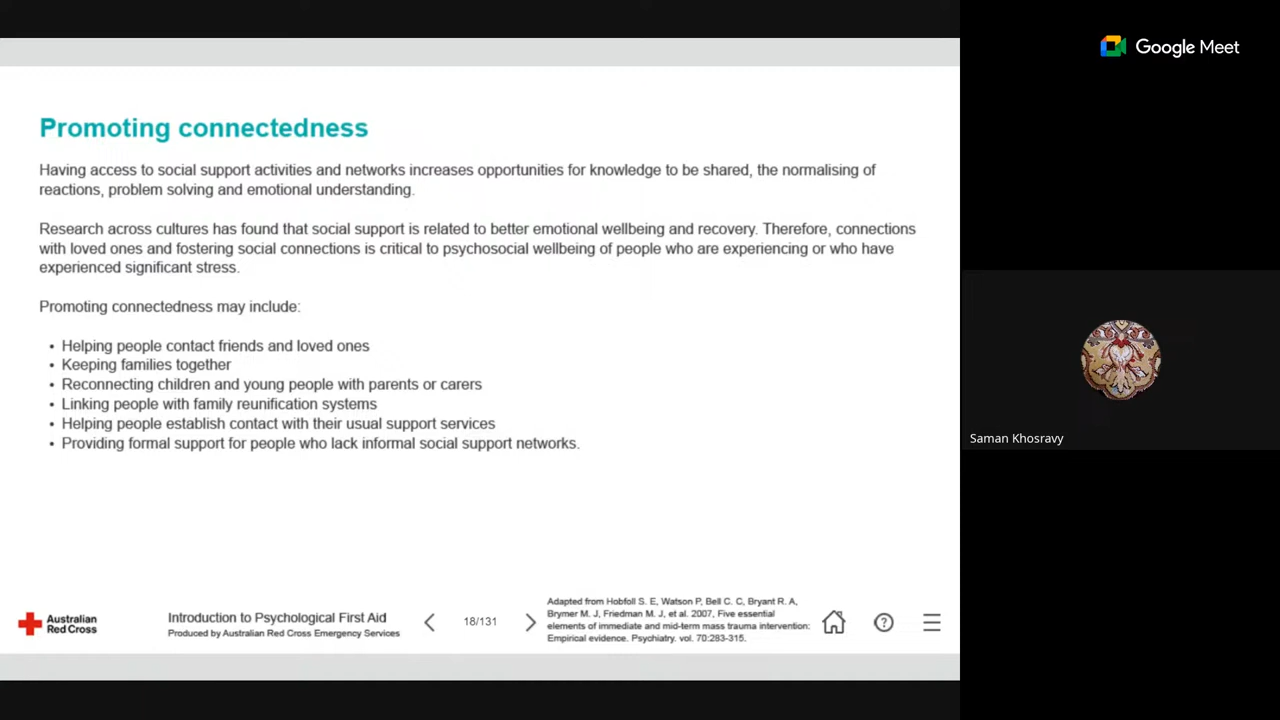 Google Meet
Promoting connectedness
Having access to social support activities and networks increases opportunities for knowledge to be shared, the normalising of
reactions, problem solving and emotional understanding.
Research across cultures has found that social support is related to better emotional wellbeing and recovery. Therefore, connections
with loved ones and fostering social connections is critical to psychosocial wellbeing of people who are experiencing or who have
experienced significant stress.
Promoting connectedness may include:
• Helping people contact friends and loved ones
• Keeping families together
• Reconnecting children and young people with parents or carers
• Linking people with family reunification systems
• Helping people establish contact with their usual support services
• Providing formal support for people who lack informal social support networks.
Saman Khosravy
Australian
Red Cross
Introduction to Psychological First Aid
Produced by Australian Red Cross Emergency Services
18/131
Adapted from Hobfoll S. E, Watson P, Bell C. C, Bryant R. A,
Brymer M. J, Friedman M. J, et al. 2007, Five essential
elements of immediate and mid-term mass trauma intervention:
Empirical evidence. Psychiatry. vol. 70:283-315.